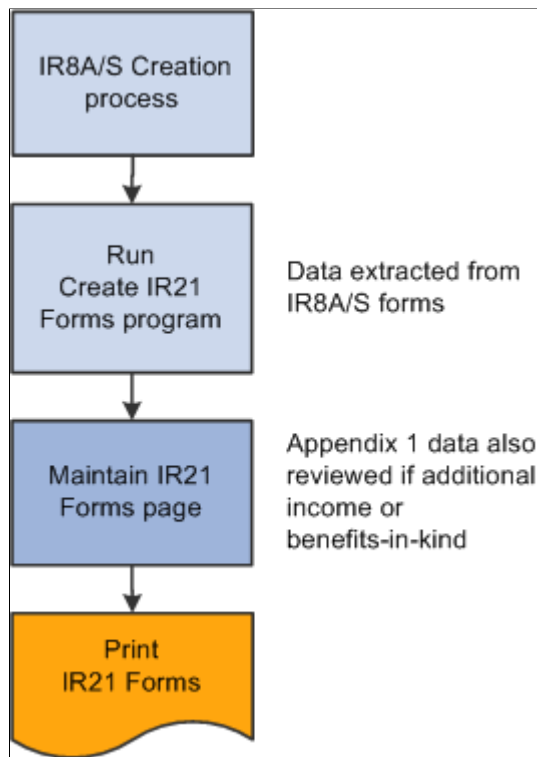 IR8A/S Creation
process
Run
Create IR21
Forms program
Data extracted from
IR8A/S forms
Maintain IR21
Forms page
Appendix 1 data also
reviewed if additional
income or
benefits-in-kind
Print
IR21 Forms